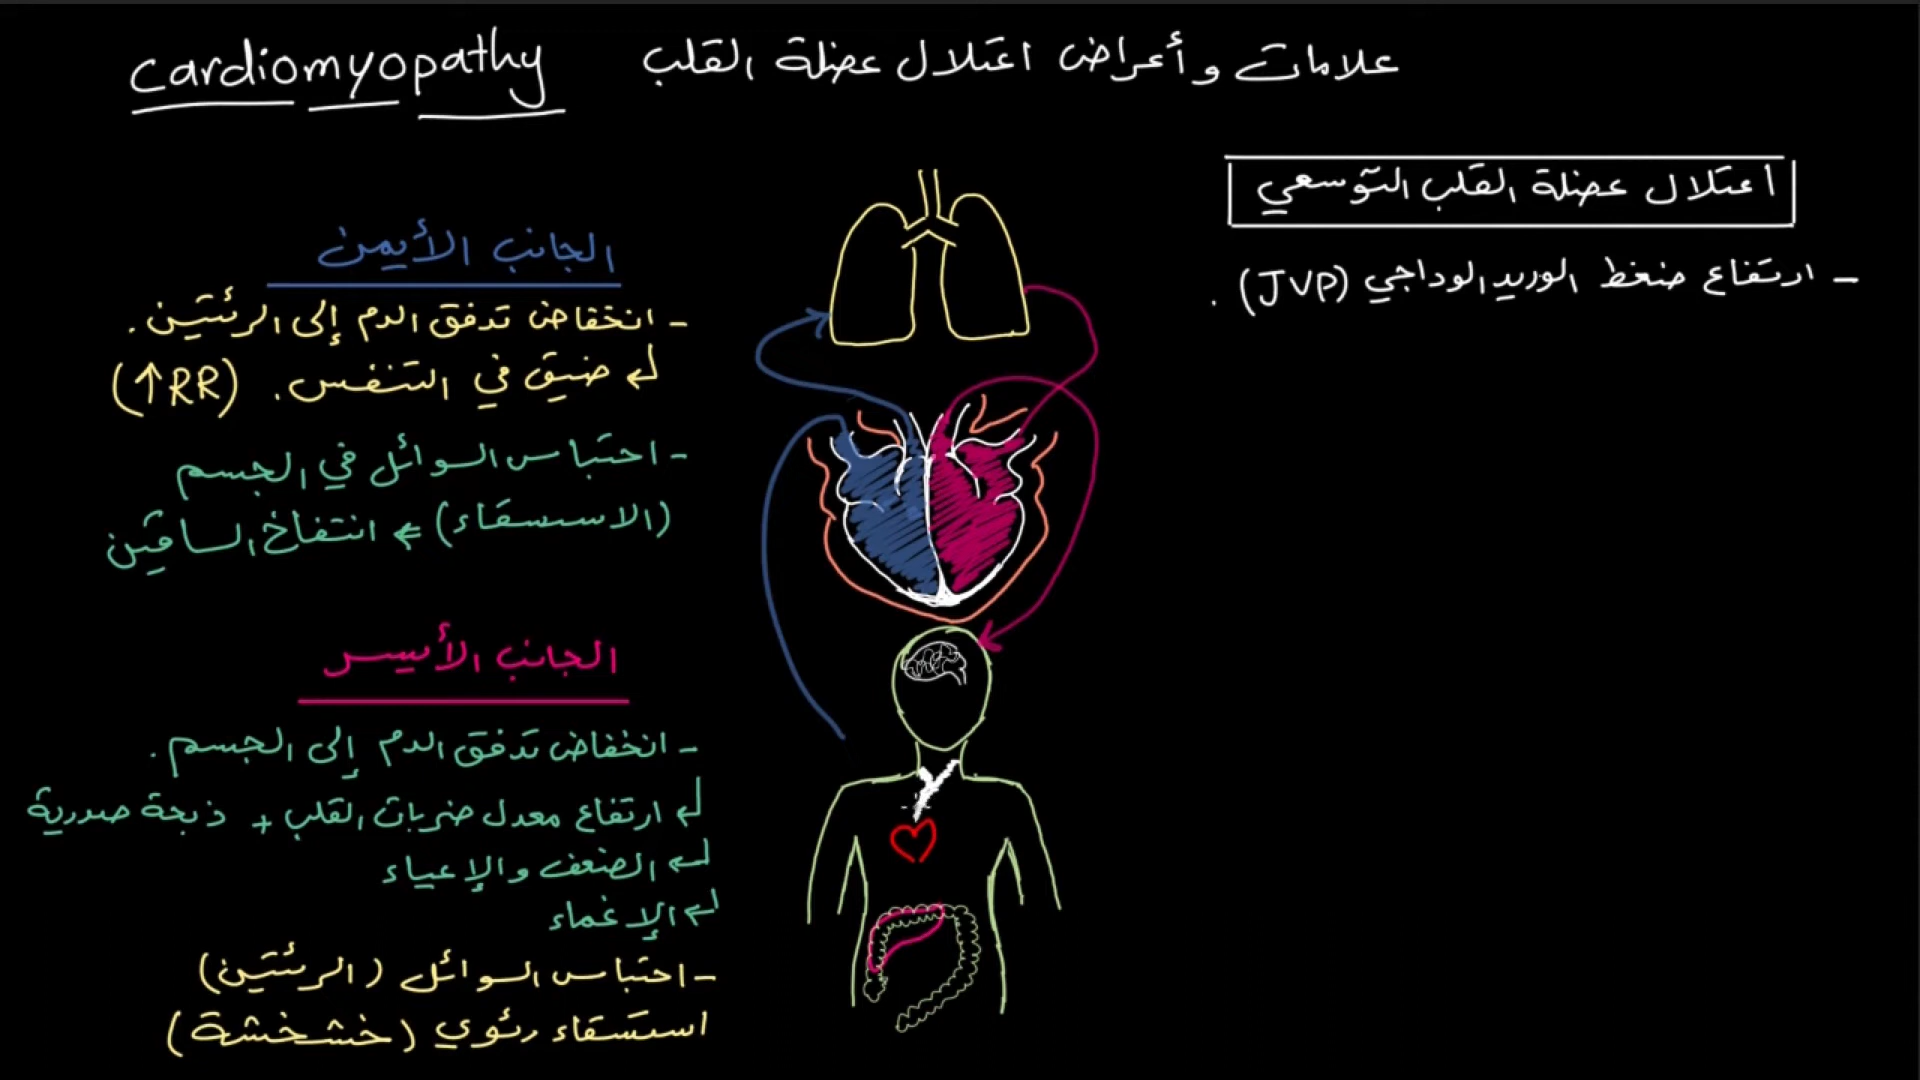 cardiomyopathy علامات وأعراض اعتلال عضلة القلب
اعتلال عضلة القلب التوسعي
- ارتفاع ضغط الوريد الوداجي (JVP).
الجانب الأيمن
- انخفاض تدفق الدم إلى الرئتين.
↲ ضيق في التنفس. (↑RR)
- احتباس السوائل في الجسم
(الاستسقاء) ← انتفاخ الساقين
الجانب الأيسر
- انخفاض تدفق الدم إلى الجسم.
↲ ارتفاع معدل ضربات القلب + ذبحة صدرية
↲ الضعف والإعياء
↲ الإغماء
- احتباس السوائل (الرئتين)
استسقاء رئوي (خشخشة)